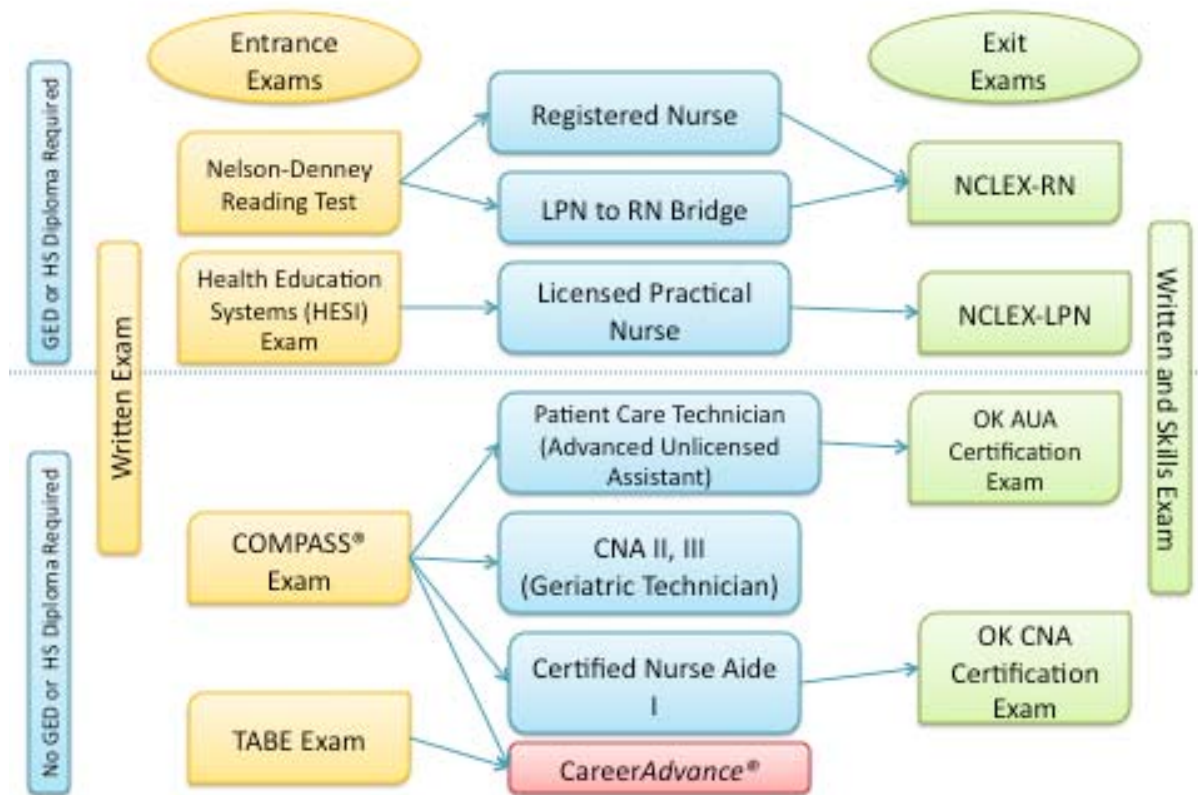 Entrance
Exams
Exit
Exams
GED or HS Diploma Required
Nelson-Denney
Reading Test
Registered Nurse
LPN to RN Bridge
NCLEX-RN
Written Exam
Health Education
Systems (HESI)
Exam
Licensed Practical
Nurse
NCLEX-LPN
Written and Skills Exam
No GED or HS Diploma Required
COMPASS®
Exam
Patient Care Technician
(Advanced Unlicensed
Assistant)
OK AUA
Certification
Exam
CNA II, III
(Geriatric Technician)
Certified Nurse Aide
I
OK CNA
Certification
Exam
TABE Exam
CareerAdvance®